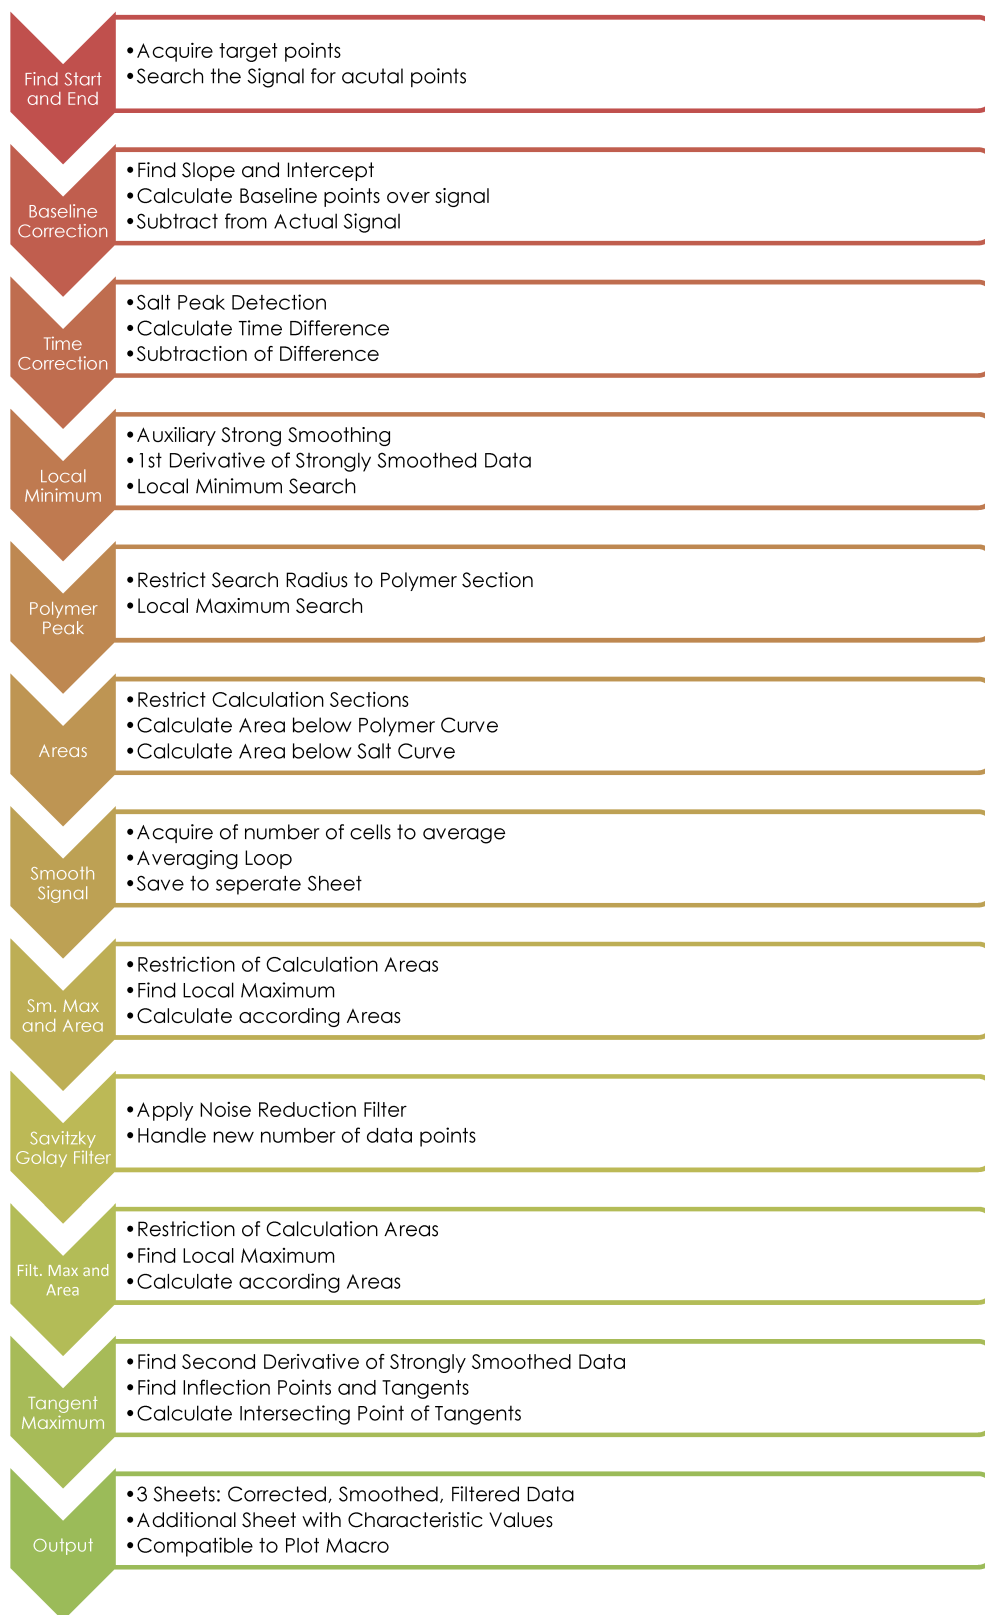 Find Start
and End
•Acquire target points
•Search the Signal for acutal points
Baseline
Correction
•Find Slope and Intercept
•Calculate Baseline points over signal
•Subtract from Actual Signal
Time
Correction
•Salt Peak Detection
•Calculate Time Difference
•Subtraction of Difference
Local
Minimum
•Auxiliary Strong Smoothing
•1st Derivative of Strongly Smoothed Data
•Local Minimum Search
Polymer
Peak
•Restrict Search Radius to Polymer Section
•Local Maximum Search
Areas
•Restrict Calculation Sections
•Calculate Area below Polymer Curve
•Calculate Area below Salt Curve
Smooth
Signal
•Acquire of number of cells to average
•Averaging Loop
•Save to seperate Sheet
Sm. Max
and Area
•Restriction of Calculation Areas
•Find Local Maximum
•Calculate according Areas
Savitzky
Golay Filter
•Apply Noise Reduction Filter
•Handle new number of data points
Filt. Max and
Area
•Restriction of Calculation Areas
•Find Local Maximum
•Calculate according Areas
Tangent
Maximum
•Find Second Derivative of Strongly Smoothed Data
•Find Inflection Points and Tangents
•Calculate Intersecting Point of Tangents
Output
•3 Sheets: Corrected, Smoothed, Filtered Data
•Additional Sheet with Characteristic Values
•Compatible to Plot Macro